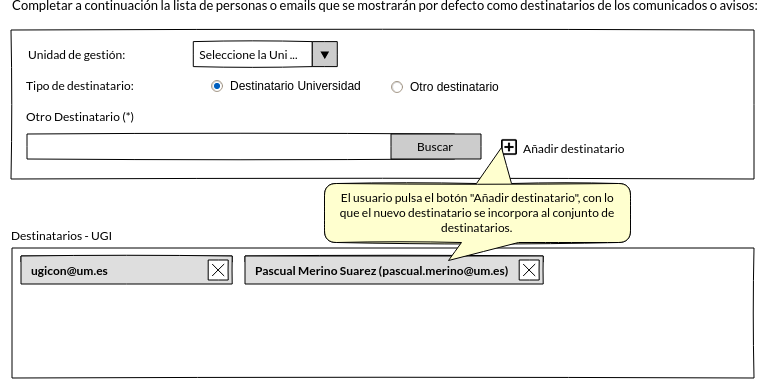 Completar a continuación la lista de personas o emails que se mostrarán por defecto como destinatarios de los comunicados o avisos:
Unidad de gestión:
Seleccione la Uni ...
Tipo de destinatario:
Destinatario Universidad
Otro destinatario
Otro Destinatario (*)
Buscar
Añadir destinatario
El usuario pulsa el botón "Añadir destinatario", con lo
que el nuevo destinatario se incorpora al conjunto de
destinatarios.
Destinatarios - UGI
ugicon@um.es
Pascual Merino Suarez (pascual.merino@um.es)